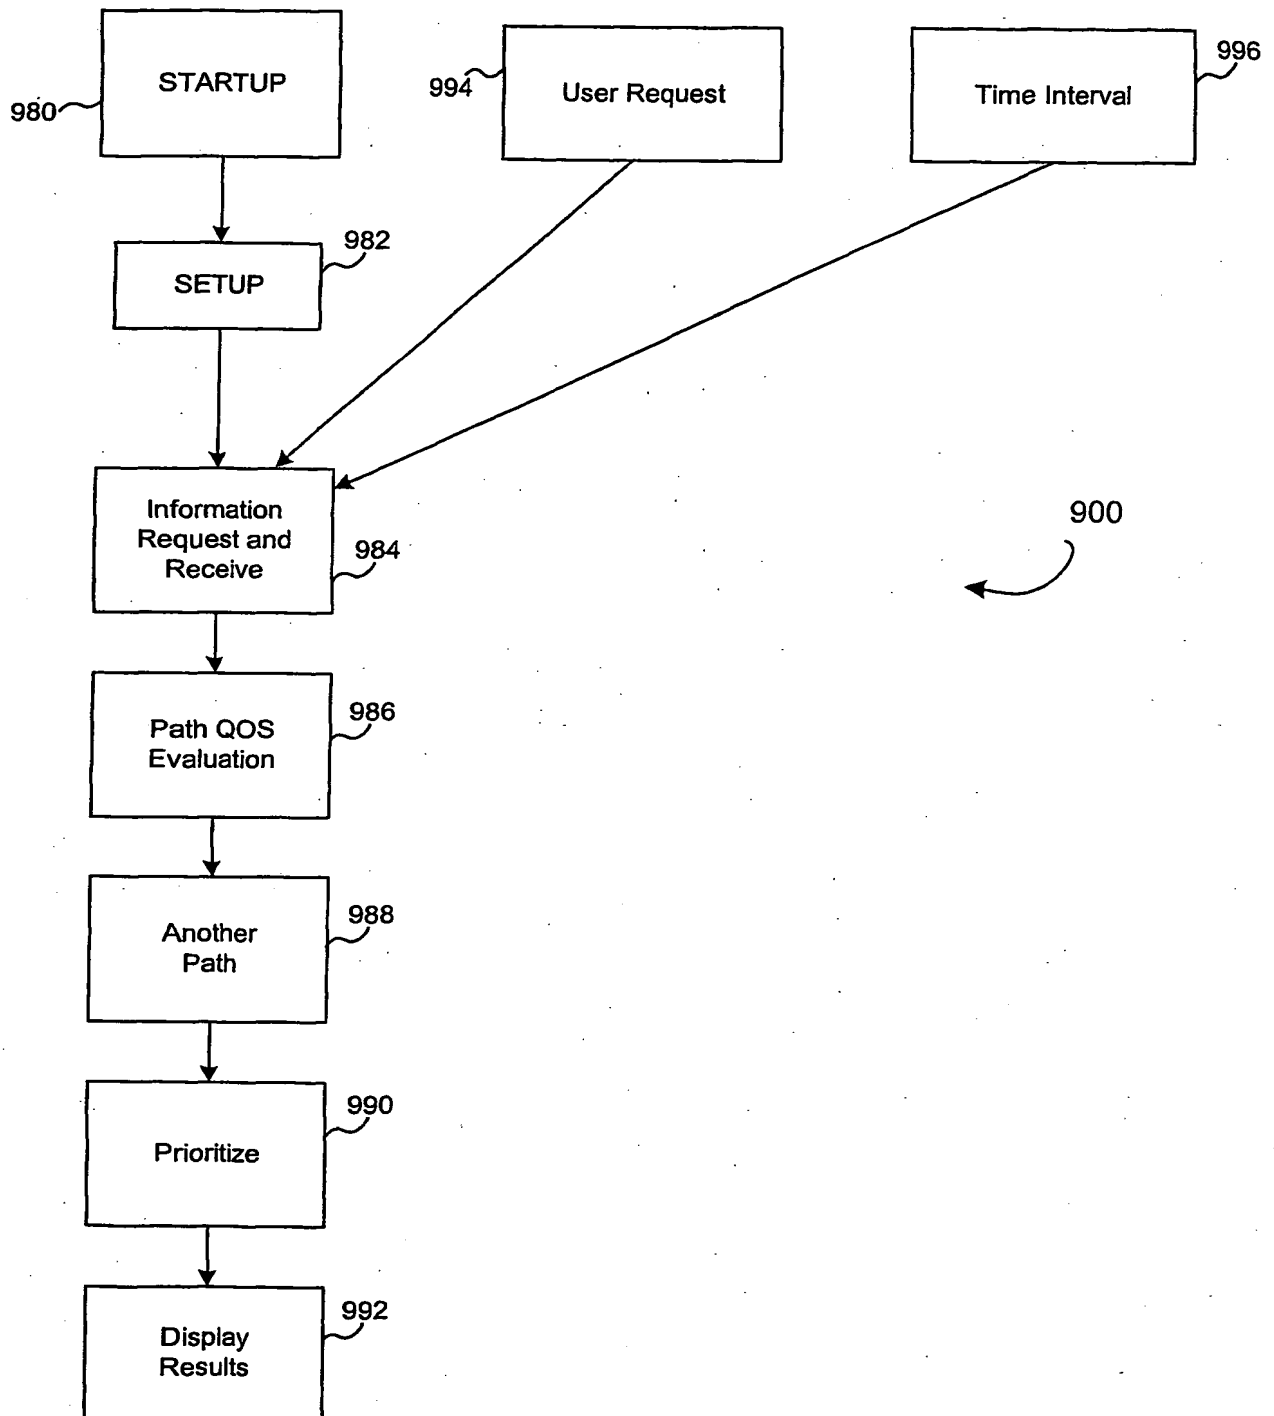 STARTUP
980
User Request
994
Time Interval
996
SETUP
982
Information
Request and
Receive
984
900
Path QOS
Evaluation
986
Another
Path
988
Prioritize
990
Display
Results
992